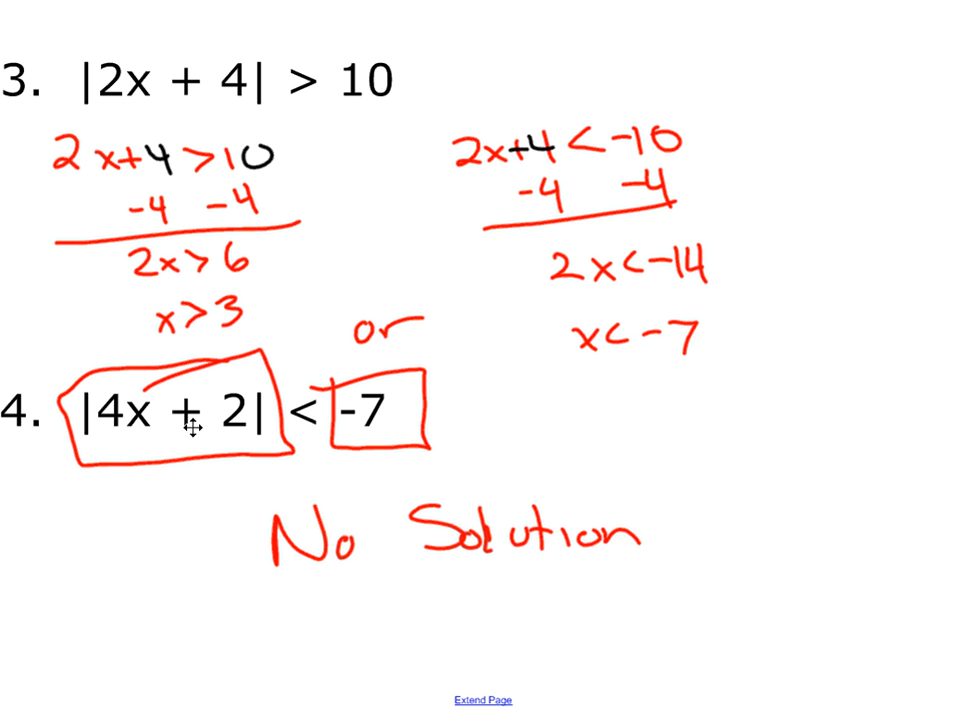 3. |2x + 4| > 10
2x+4>10
-4 -4
2x>6
x>3
or
2x+4<-10
-4 -4
2x<-14
x<-7
4. |4x + 2| < -7
No Solution
Extend Page